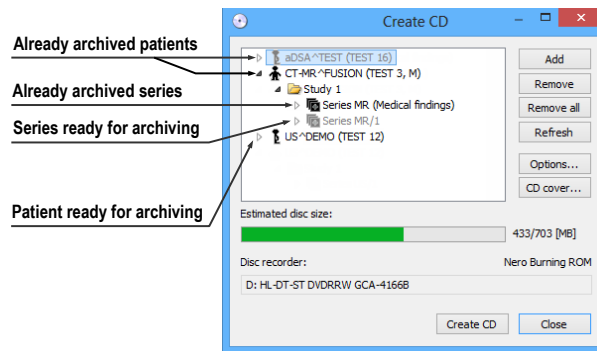 Create CD
Already archived patients
aDSA^TEST (TEST 16)
Add
CT-MR^FUSION (TEST 3, M)
Remove
Study 1
Already archived series
Series MR (Medical findings)
Remove all
Series ready for archiving
Series MR/1
Refresh
US^DEMO (TEST 12)
Options...
CD cover...
Patient ready for archiving
Estimated disc size:
433/703 [MB]
Disc recorder:
Nero Burning ROM
D: HL-DT-ST DVDRRW GCA-4166B
Create CD
Close